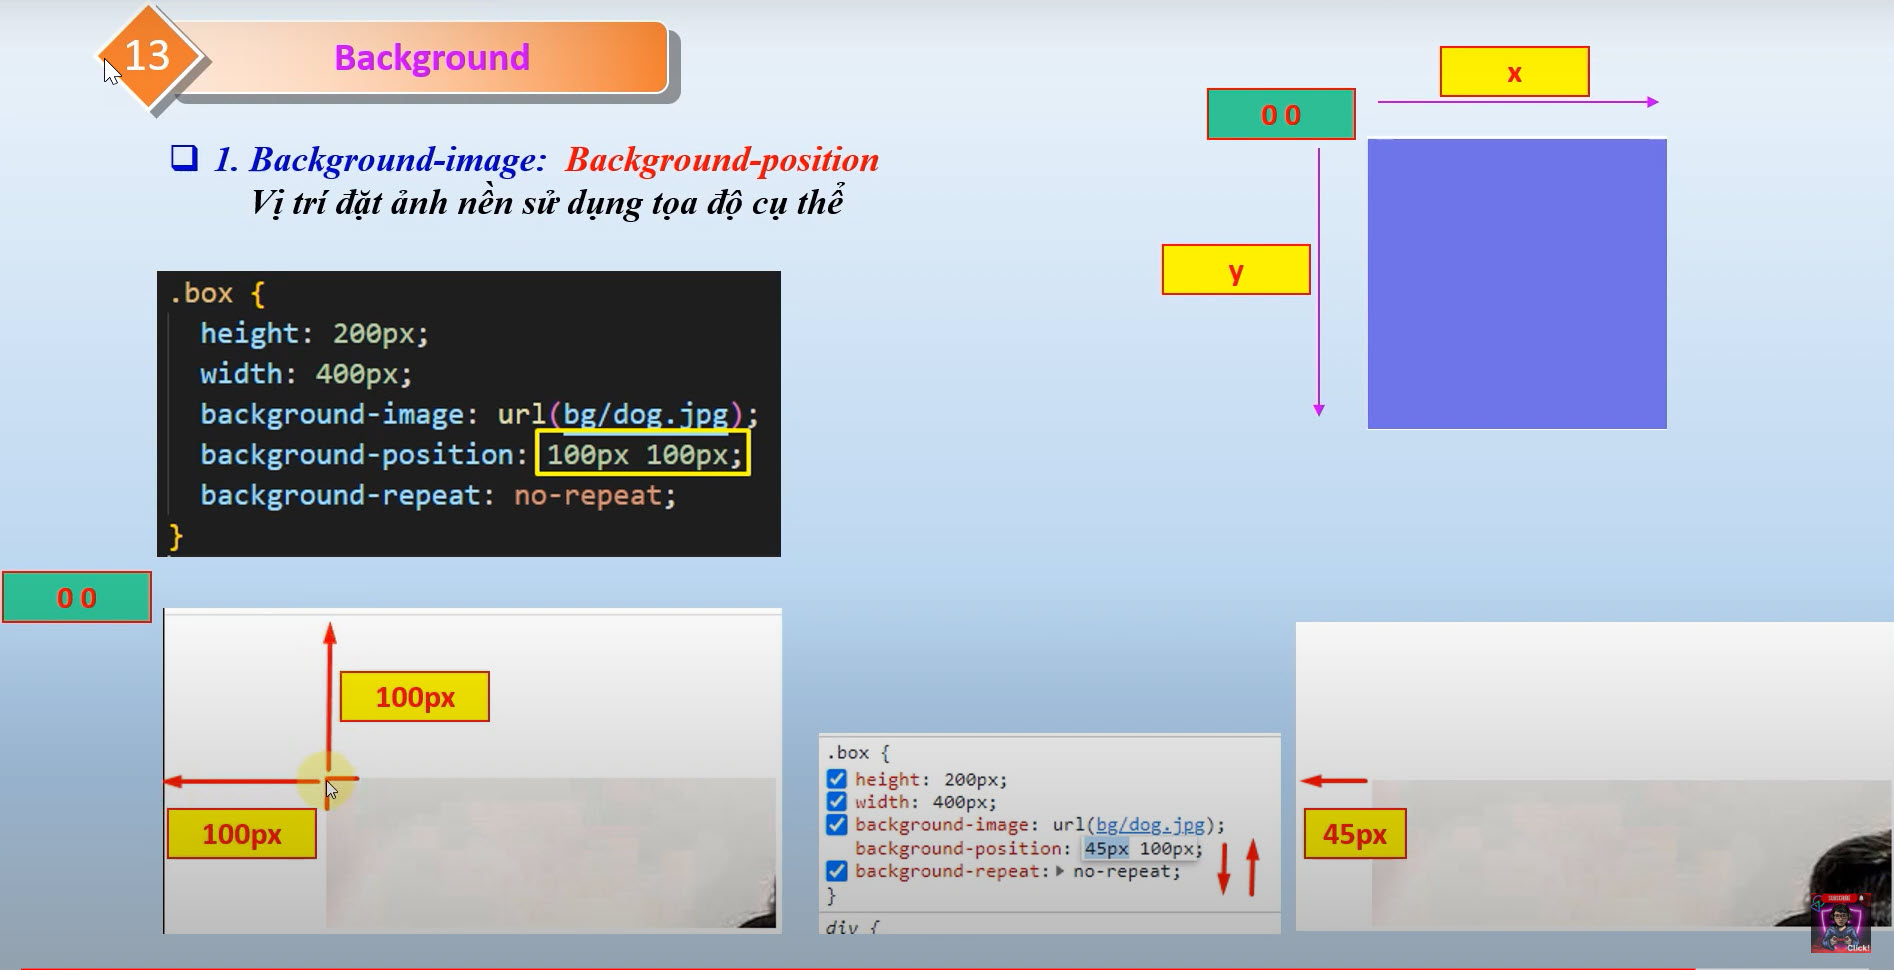 13
Background
1. Background-image: Background-position
Vị trí đặt ảnh nền sử dụng tọa độ cụ thể
x
0 0
y
.box {
height: 200px;
width: 400px;
background-image: url(bg/dog.jpg);
background-position: 100px 100px;
background-repeat: no-repeat;
}
0 0
100px
100px
.box {
height: 200px;
width: 400px;
background-image: url(bg/dog.jpg);
background-position: 45px 100px;
background-repeat: no-repeat;
}
div {
45px
SUBSCRIBE
Click!